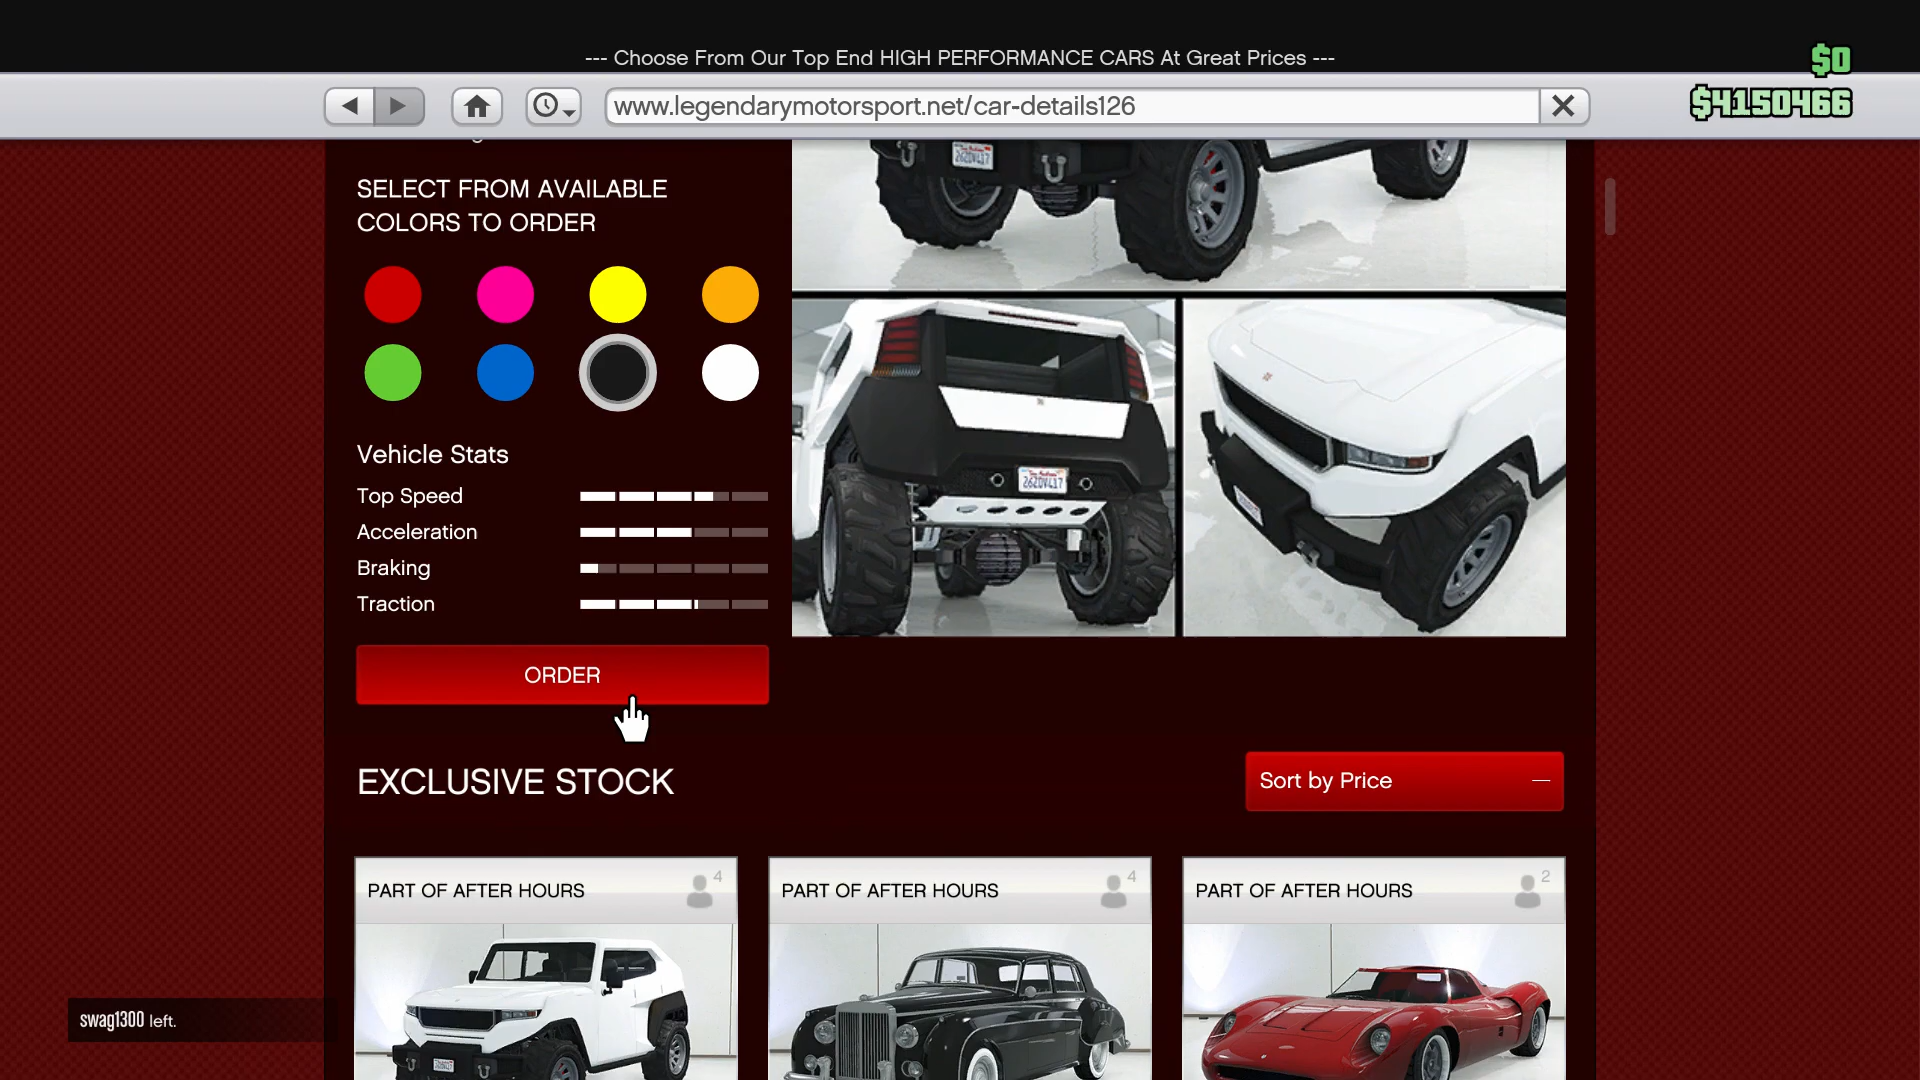 --- Choose From Our Top End HIGH PERFORMANCE CARS At Great Prices ---
$0
www.legendarymotorsport.net/car-details126
$4150466
SELECT FROM AVAILABLE
COLORS TO ORDER
Vehicle Stats
Top Speed
Acceleration
Braking
Traction
ORDER
26ZOV417
EXCLUSIVE STOCK
Sort by Price
PART OF AFTER HOURS
4
PART OF AFTER HOURS
4
PART OF AFTER HOURS
2
swag1300 left.